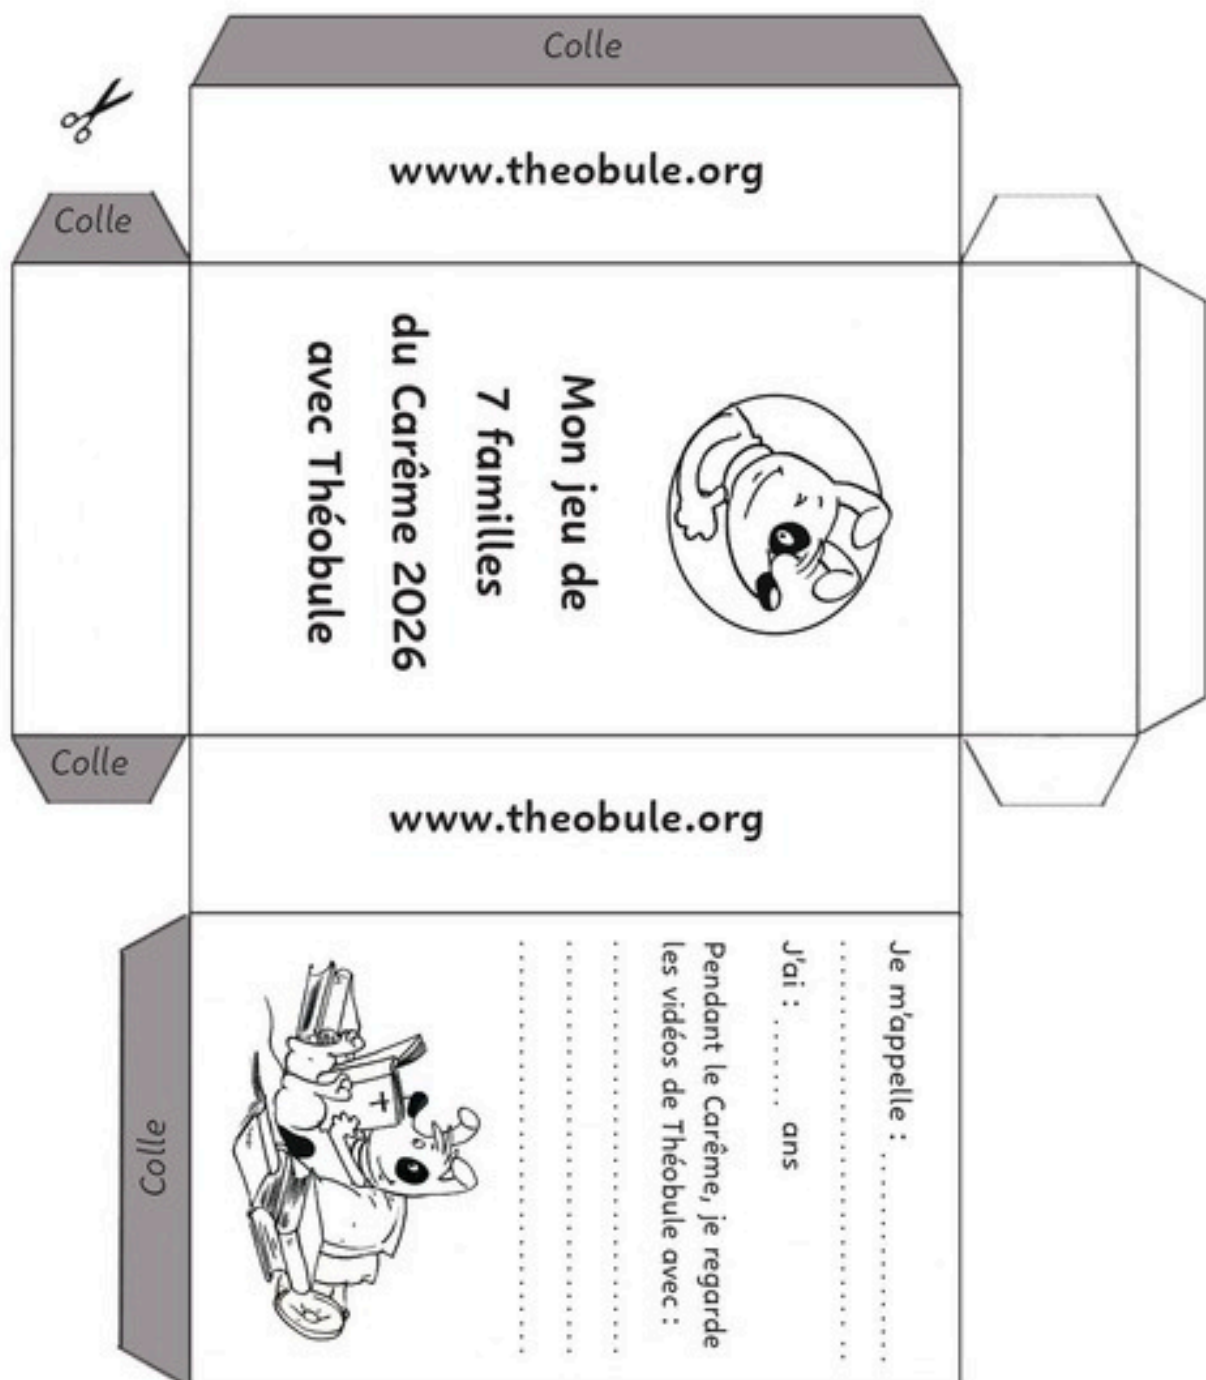 Colle
www.theobule.org
Colle
Mon jeu de
7 familles
du Carême 2026
avec Théobule
Colle
www.theobule.org
Je m'appelle : ................
........................................
J'ai : ....... ans
Pendant le Carême, je regarde
les vidéos de Théobule avec :
........................................
........................................
........................................
Colle